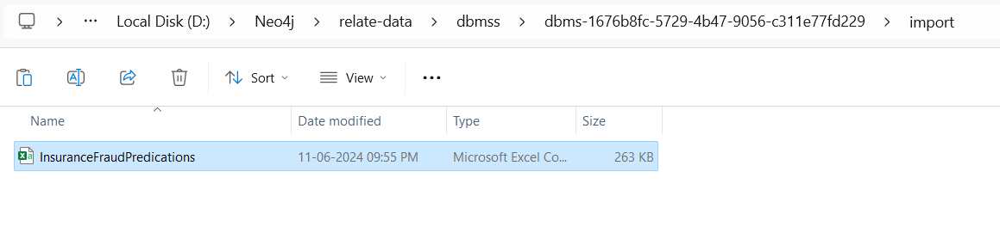 Local Disk (D:) Neo4j relate-data dbmss dbms-1676b8fc-5729-4b47-9056-c311e77fd229 import
Sort View
Name Date modified Type Size
InsuranceFraudPredications 11-06-2024 09:55 PM Microsoft Excel Co... 263 KB